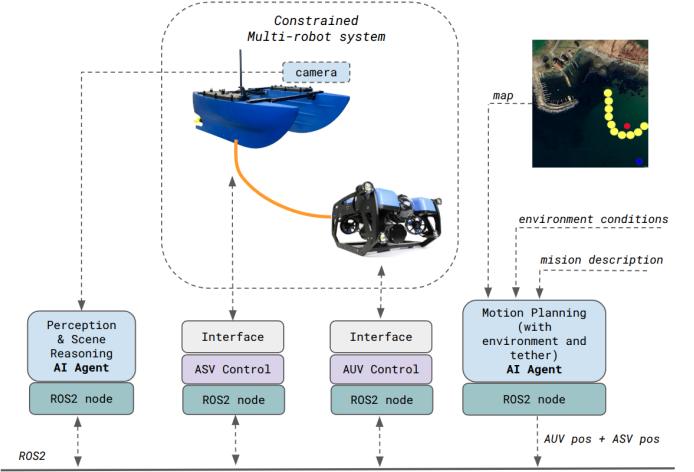 Constrained
Multi-robot system
camera
map
environment conditions
mision description
Perception
& Scene
Reasoning
AI Agent
ROS2 node
Interface
ASV Control
ROS2 node
Interface
AUV Control
ROS2 node
Motion Planning
(with
environment and
tether)
AI Agent
ROS2 node
AUV pos + ASV pos
ROS2